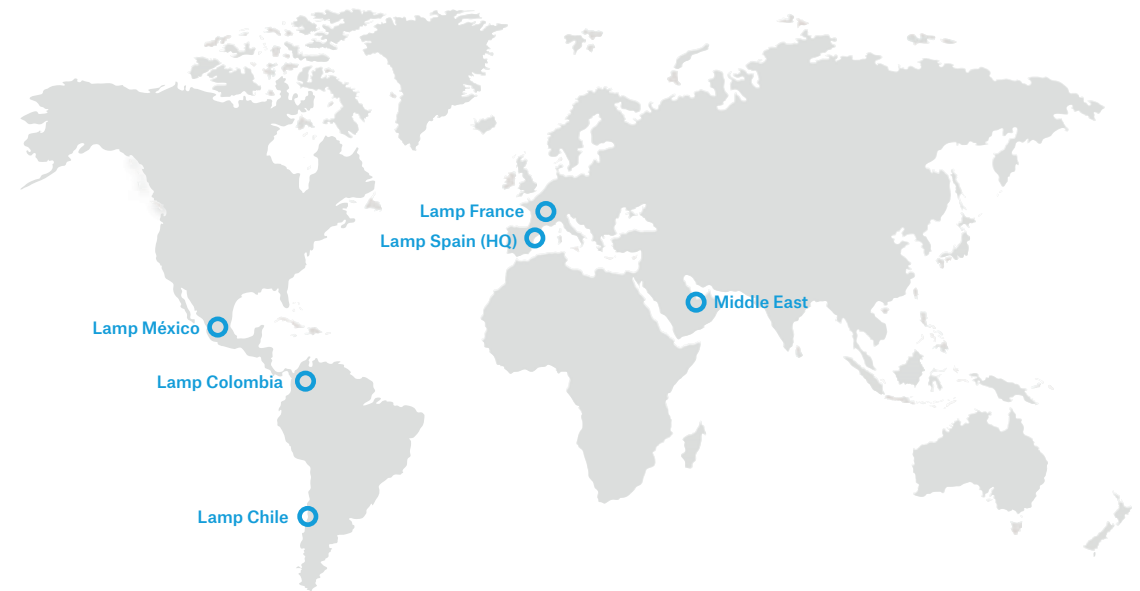 Lamp France
Lamp Spain (HQ)
Middle East
Lamp México
Lamp Colombia
Lamp Chile